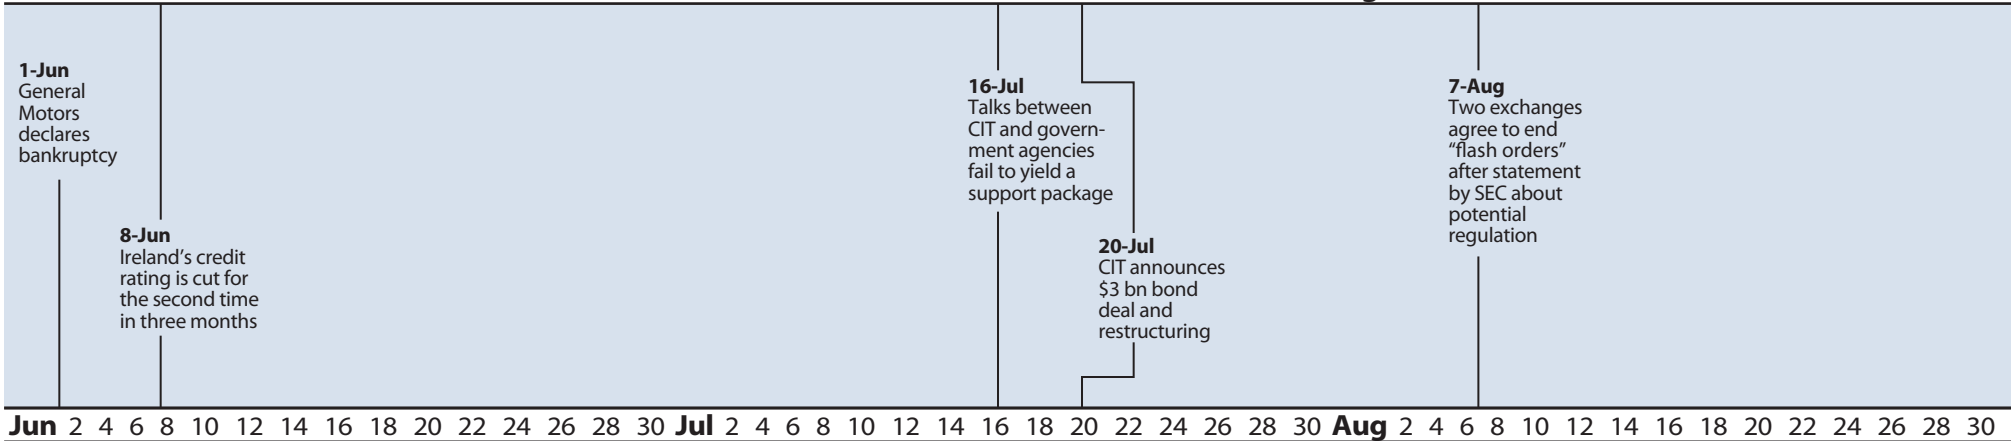 1-Jun
General
Motors
declares
bankruptcy
8-Jun
Ireland’s credit
rating is cut for
the second time
in three months
16-Jul
Talks between
CIT and govern-
ment agencies
fail to yield a
support package
20-Jul
CIT announces
$3 bn bond
deal and
restructuring
7-Aug
Two exchanges
agree to end
“flash orders”
after statement
by SEC about
potential
regulation
Jun 2 4 6 8 10 12 14 16 18 20 22 24 26 28 30 Jul 2 4 6 8 10 12 14 16 18 20 22 24 26 28 30 Aug 2 4 6 8 10 12 14 16 18 20 22 24 26 28 30